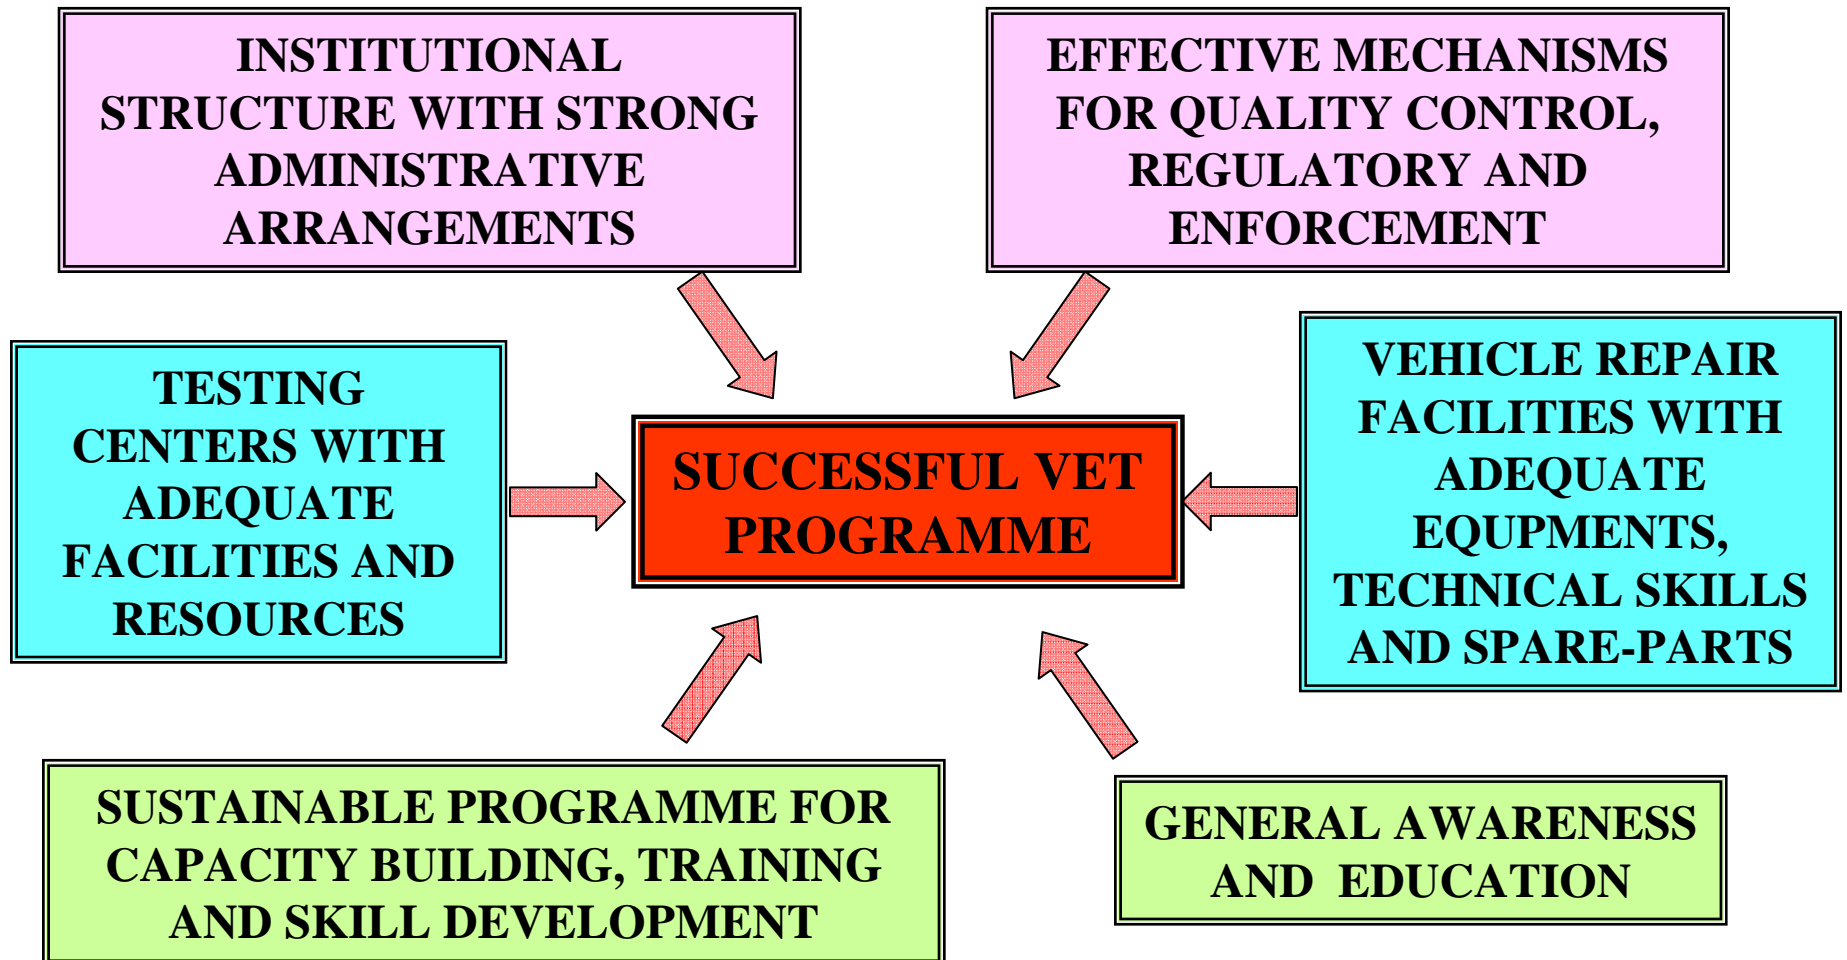 INSTITUTIONAL
STRUCTURE WITH STRONG
ADMINISTRATIVE
ARRANGEMENTS
EFFECTIVE MECHANISMS
FOR QUALITY CONTROL,
REGULATORY AND
ENFORCEMENT
TESTING
CENTERS WITH
ADEQUATE
FACILITIES AND
RESOURCES
SUCCESSFUL VET
PROGRAMME
VEHICLE REPAIR
FACILITIES WITH
ADEQUATE
EQUPMENTS,
TECHNICAL SKILLS
AND SPARE-PARTS
SUSTAINABLE PROGRAMME FOR
CAPACITY BUILDING, TRAINING
AND SKILL DEVELOPMENT
GENERAL AWARENESS
AND EDUCATION